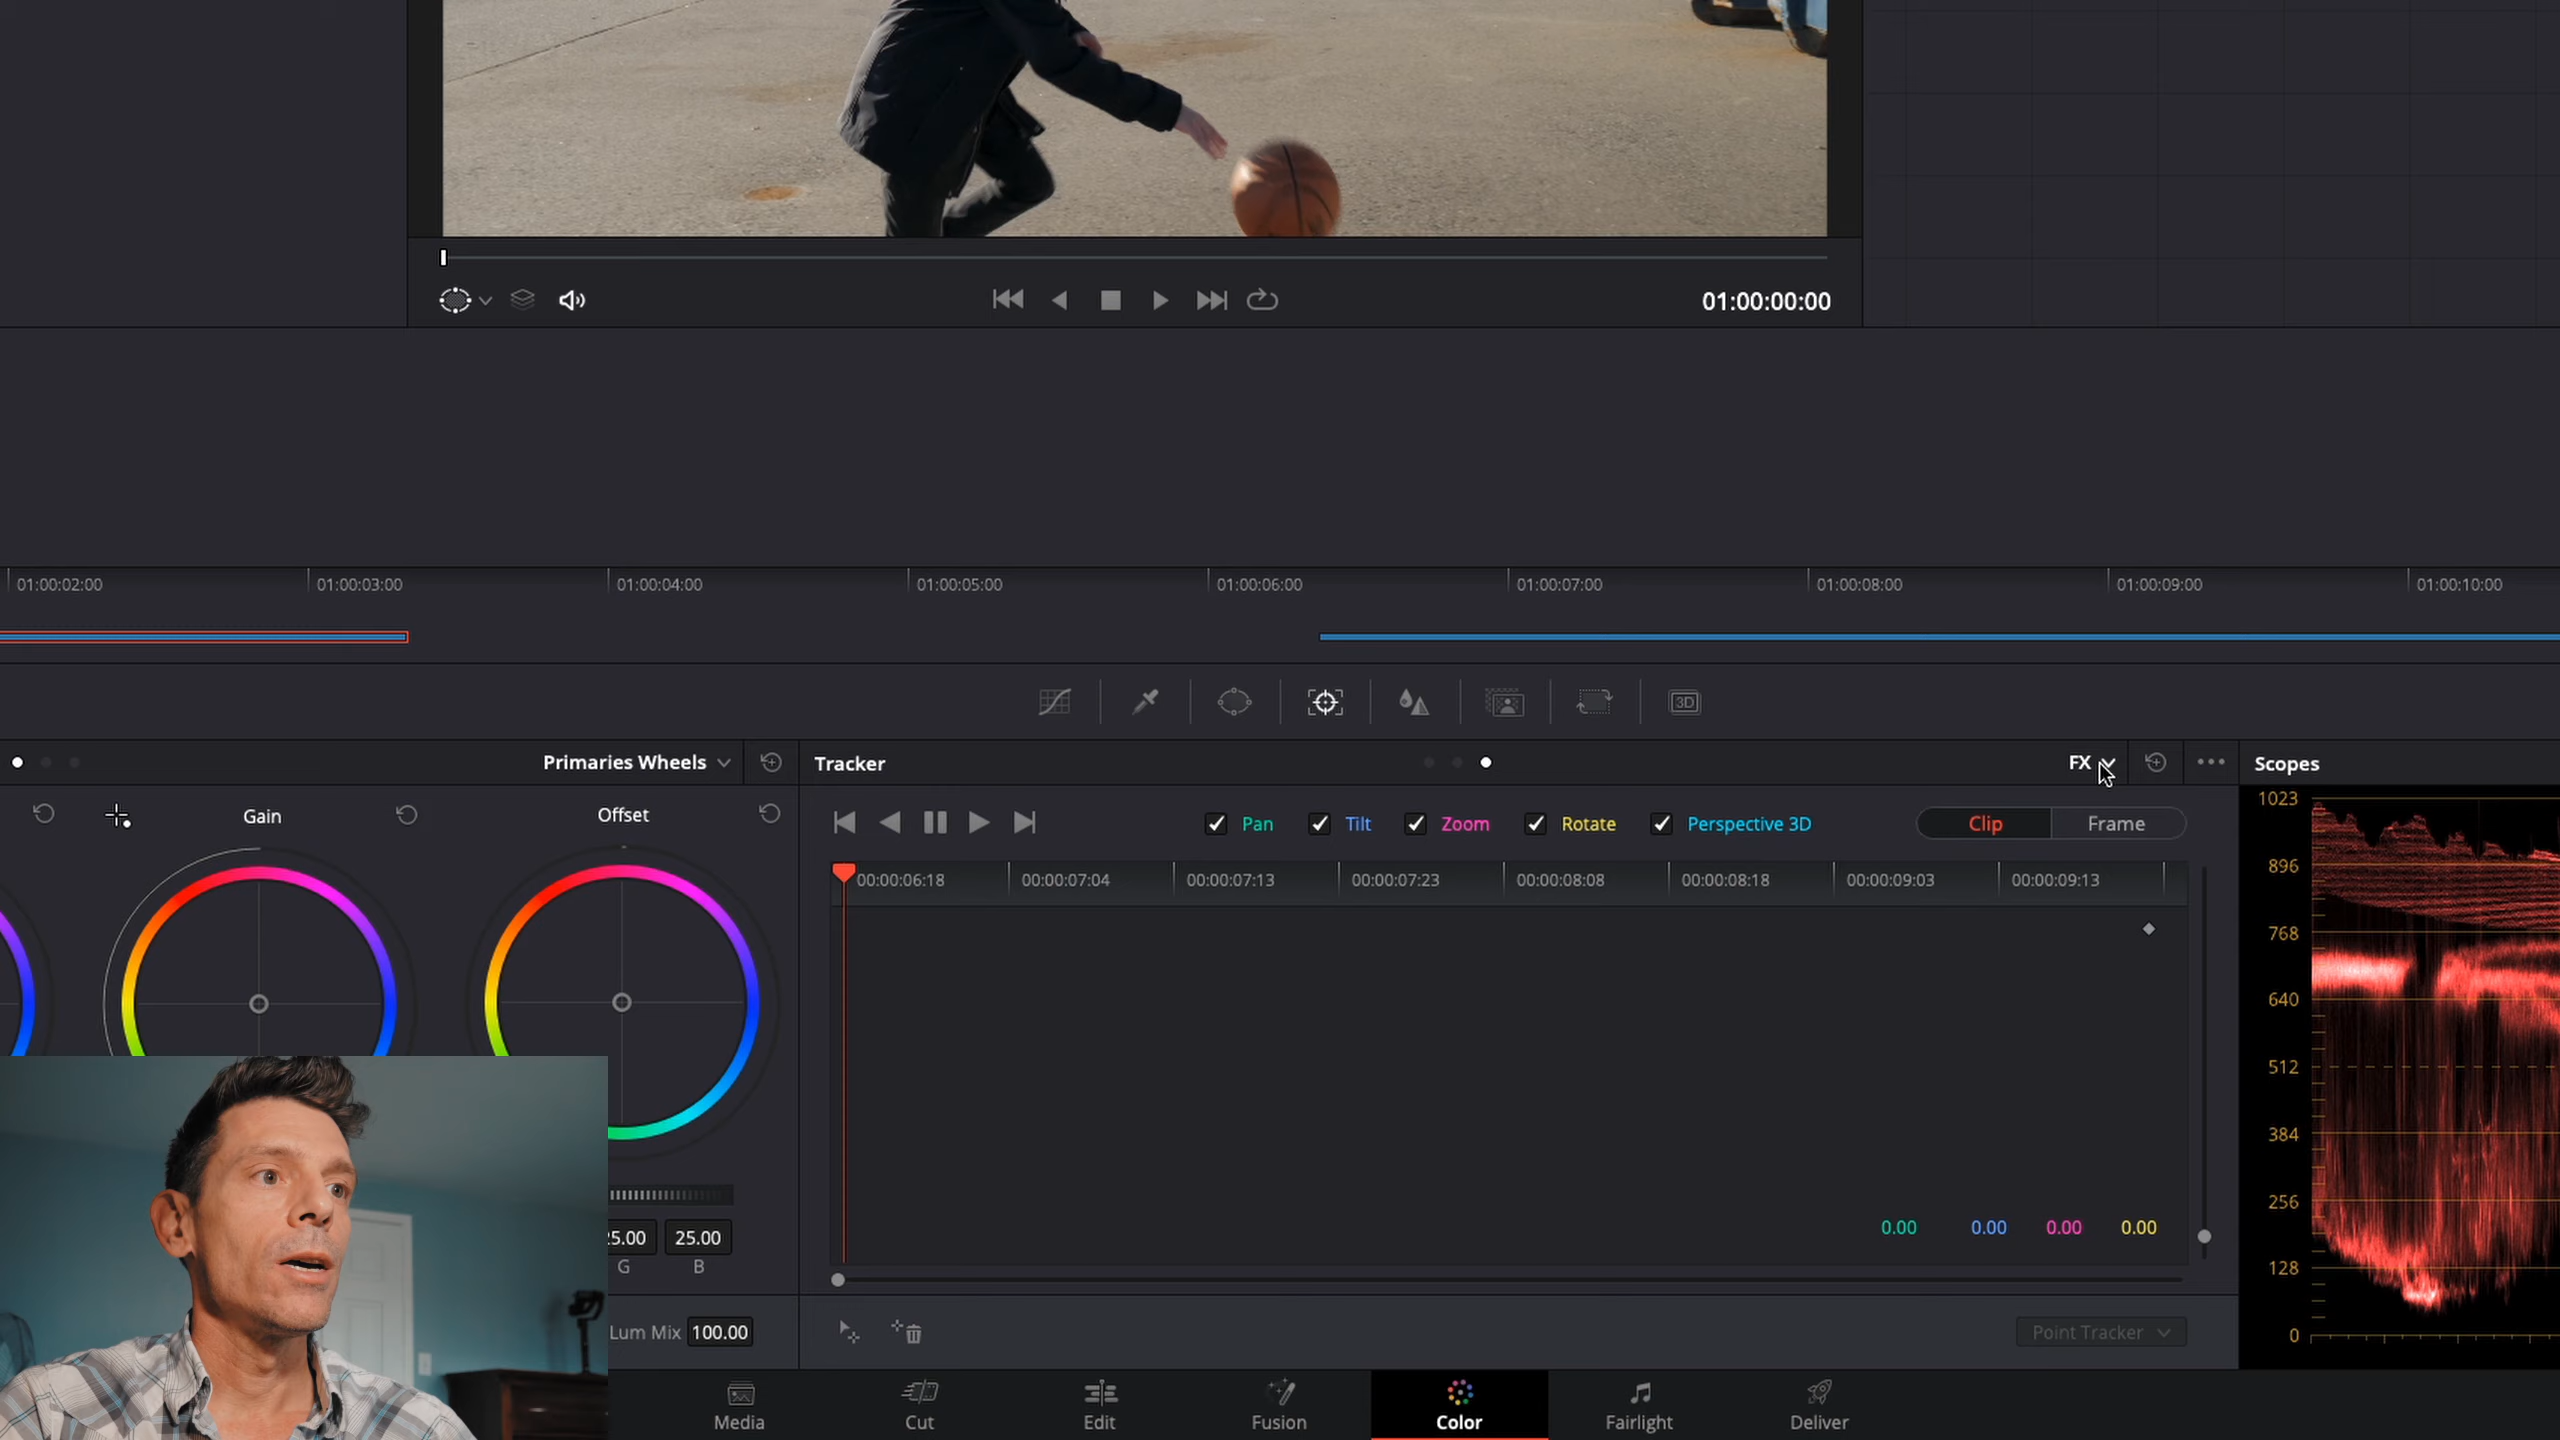 01:00:00:00
01:00:02:00 01:00:03:00 01:00:04:00 01:00:05:00 01:00:06:00 01:00:07:00 01:00:08:00 01:00:09:00 01:00:10:00
3D
Primaries Wheels
Tracker
FX
Scopes
Gain
Offset
Pan
Tilt
Zoom
Rotate
Perspective 3D
Clip
Frame
00:00:06:18 00:00:07:04 00:00:07:13 00:00:07:23 00:00:08:08 00:00:08:18 00:00:09:03 00:00:09:13
1023
896
768
640
512
384
256
128
0
0.00 0.00 0.00 0.00
5.00 25.00
G B
Lum Mix 100.00
Point Tracker
Media
Cut
Edit
Fusion
Color
Fairlight
Deliver